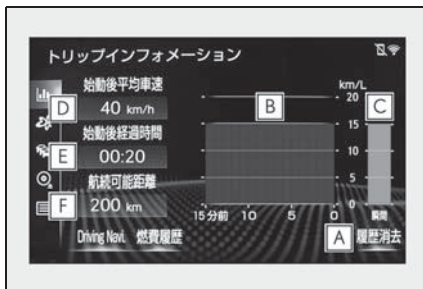 トリップインフォメーション
始動後平均車速
D 40 km/h
始動後経過時間
E 00:20
航続可能距離
F 200 km
Driving Navi. 燃費履歴
km/L
B
C
20
15
10
5
0
15分前 10 5 0 瞬間
A 履歴消去